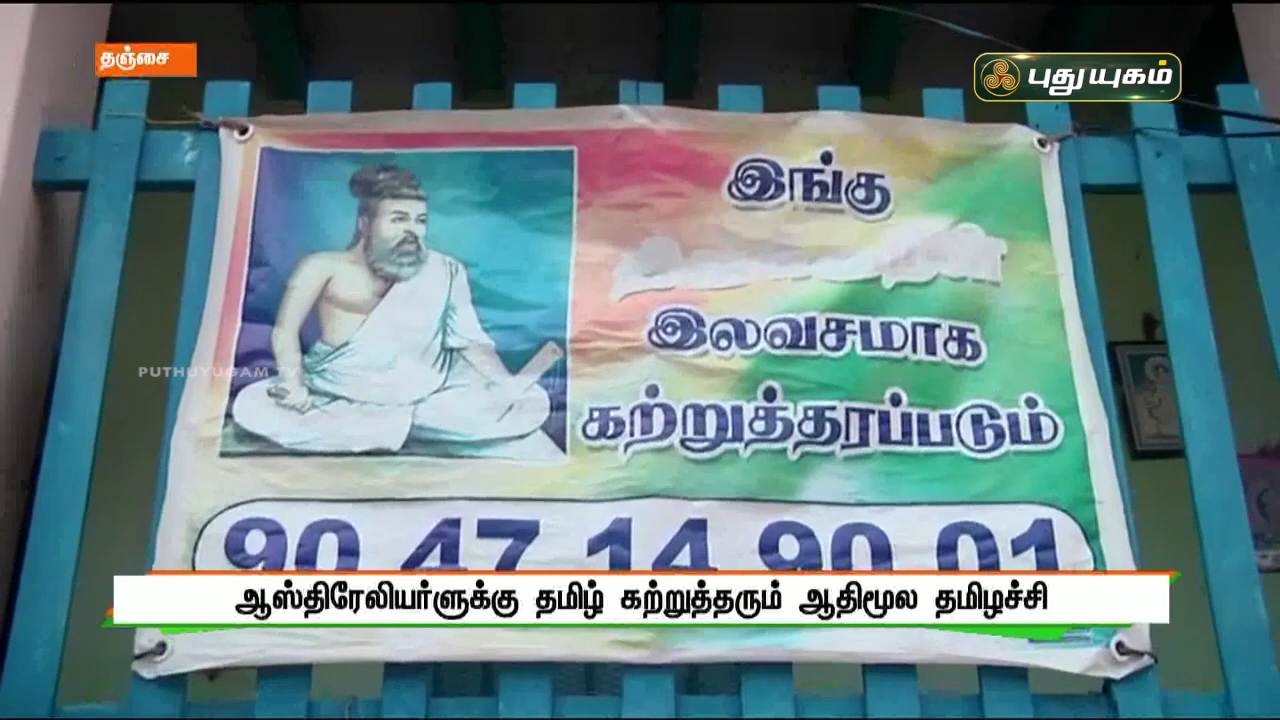 தஞ்சை
புதுயுகம்
இங்கு
இலவசமாக
கற்றுத்தரப்படும்
PUTHUYUGAM TV
90 47 14 90 01
ஆஸ்திரேலியர்ளுக்கு தமிழ் கற்றுத்தரும் ஆதிமூல தமிழச்சி